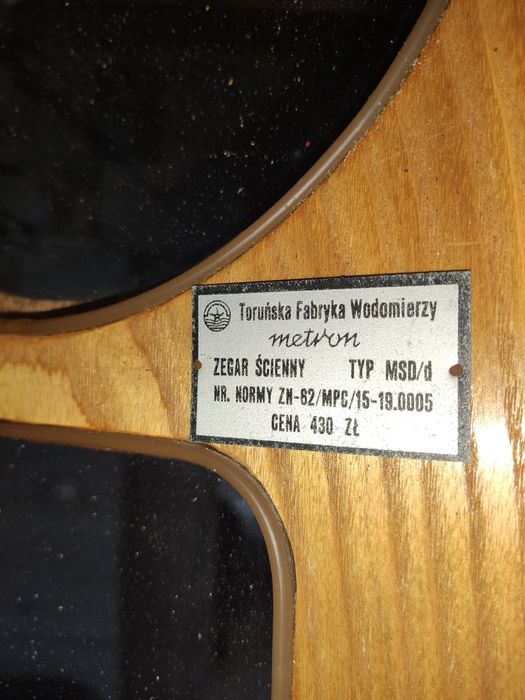 Toruńska Fabryka Wodomierzy
metron
ZEGAR ŚCIENNY TYP MSD/d
NR. NORMY ZN-62/MPC/15-19.0005
CENA 430 ZŁ